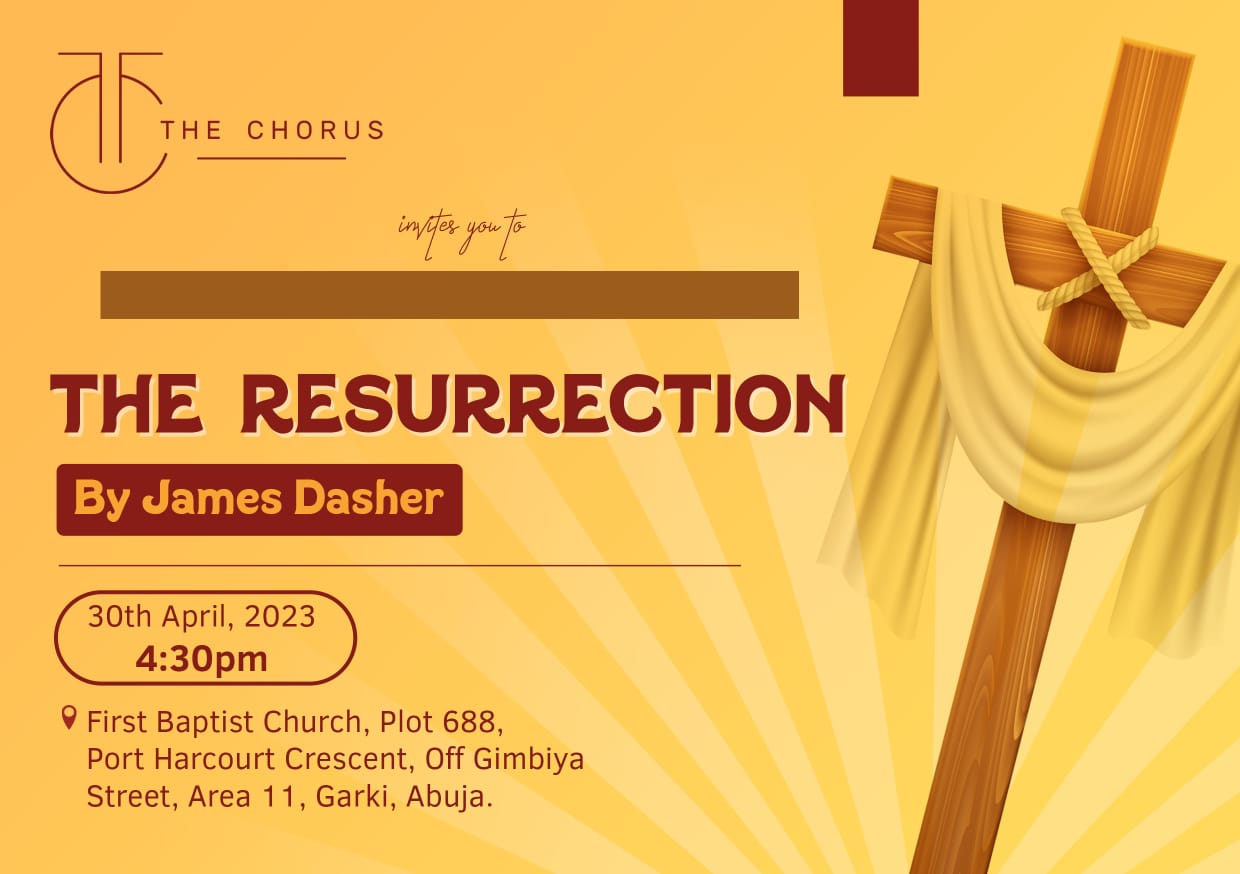 THE CHORUS
invites you to
THE RESURRECTION
By James Dasher
30th April, 2023
4:30pm
First Baptist Church, Plot 688,
Port Harcourt Crescent, Off Gimbiya
Street, Area 11, Garki, Abuja.